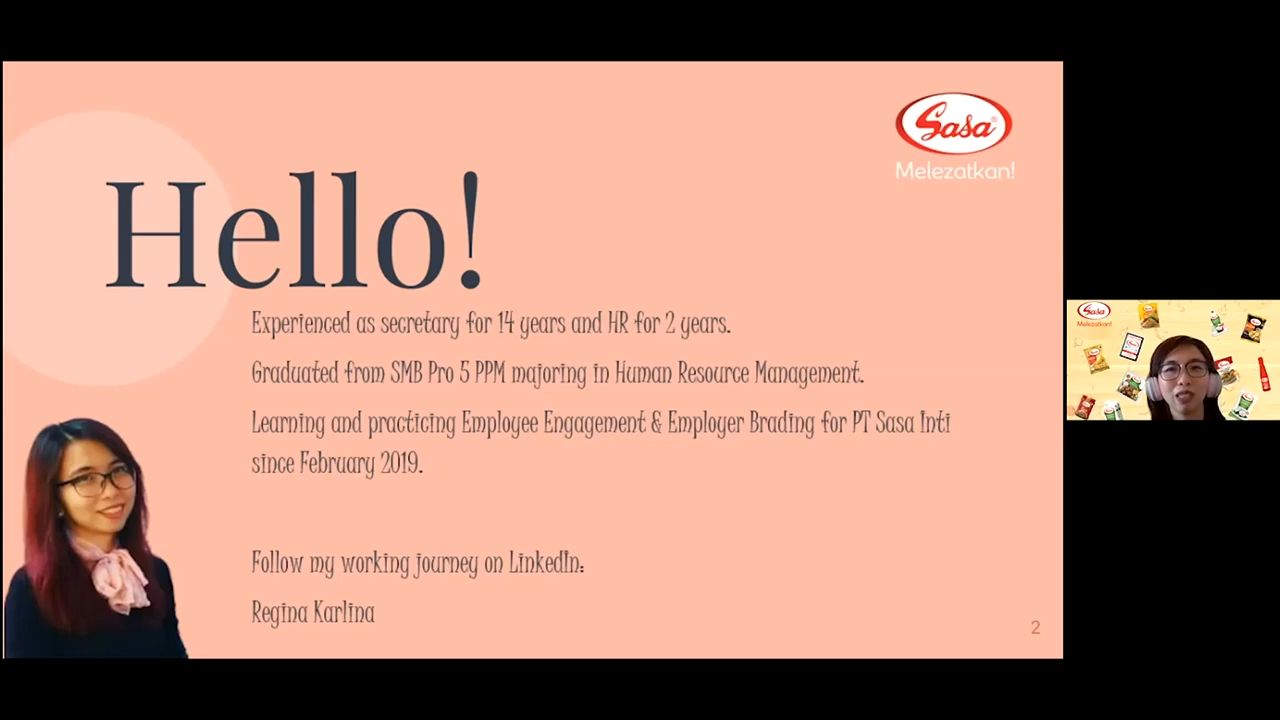 Sasa
Melezatkan!
Hello!
Experienced as secretary for 14 years and HR for 2 years.
Graduated from SMB Pro 5 PPM majoring in Human Resource Management.
Learning and practicing Employee Engagement & Employer Brading for PT Sasa Inti
since February 2019.
Follow my working journey on LinkedIn:
Regina Karlina
2
Sasa
Melezatkan!